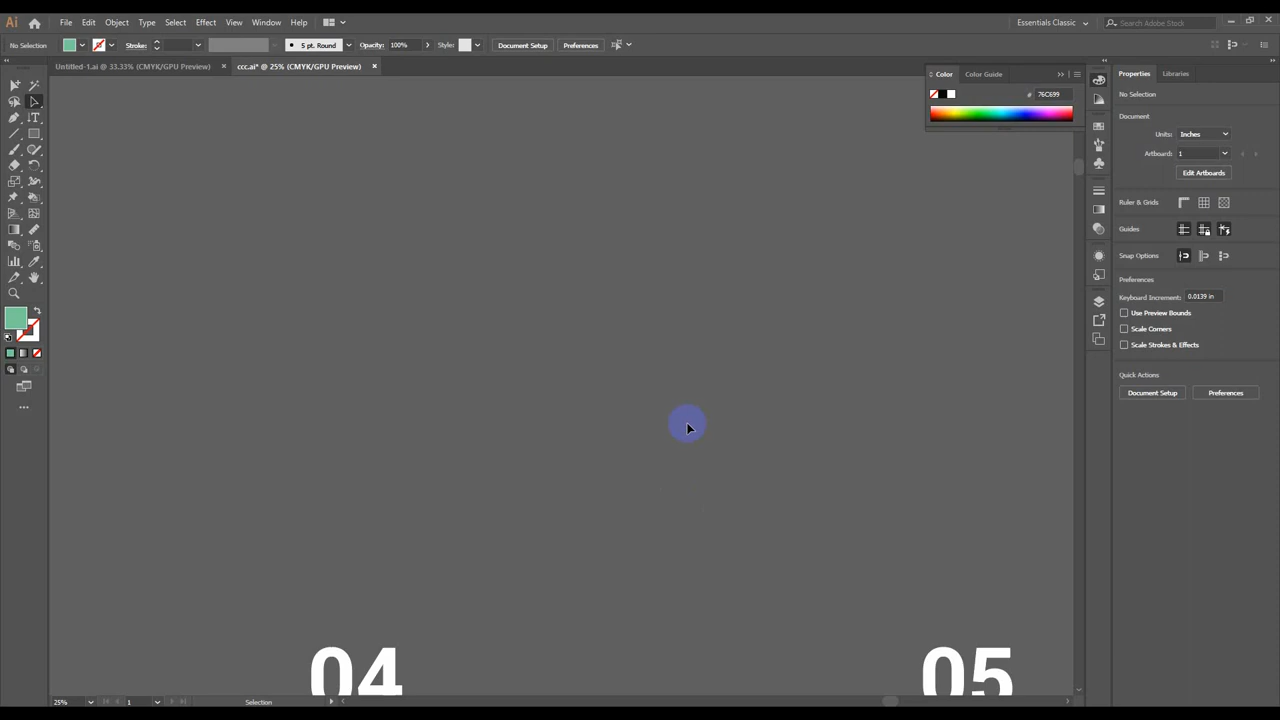 Ai File Edit Object Type Select Effect View Window Help Essentials Classic Search Adobe Stock
No Selection Stroke: 5 pt. Round Opacity: 100% Style: Document Setup Preferences
Untitled-1.ai @ 33.33% (CMYK/GPU Preview) × ccc.ai* @ 25% (CMYK/GPU Preview) ×
Color Color Guide
# 76C699
Properties Libraries
No Selection
Document
Units: Inches
Artboard: 1
Edit Artboards
Ruler & Grids
Guides
Snap Options
Preferences
Keyboard Increment: 0.0139 in
Use Preview Bounds
Scale Corners
Scale Strokes & Effects
Quick Actions
Document Setup Preferences
04 05
25% 1 Selection